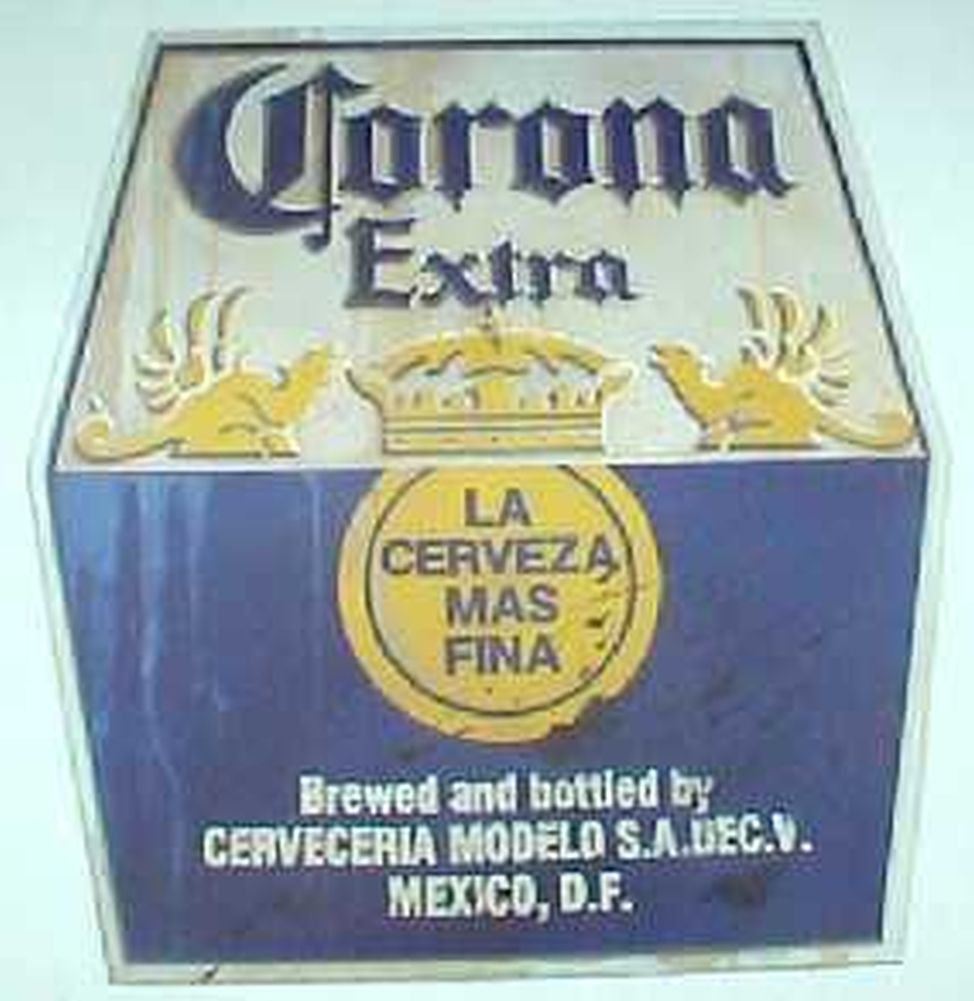 Corona
Extra
LA
CERVEZA
MAS
FINA
Brewed and bottled by
CERVECERIA MODELO S.A.DEC.V.
MEXICO, D.F.